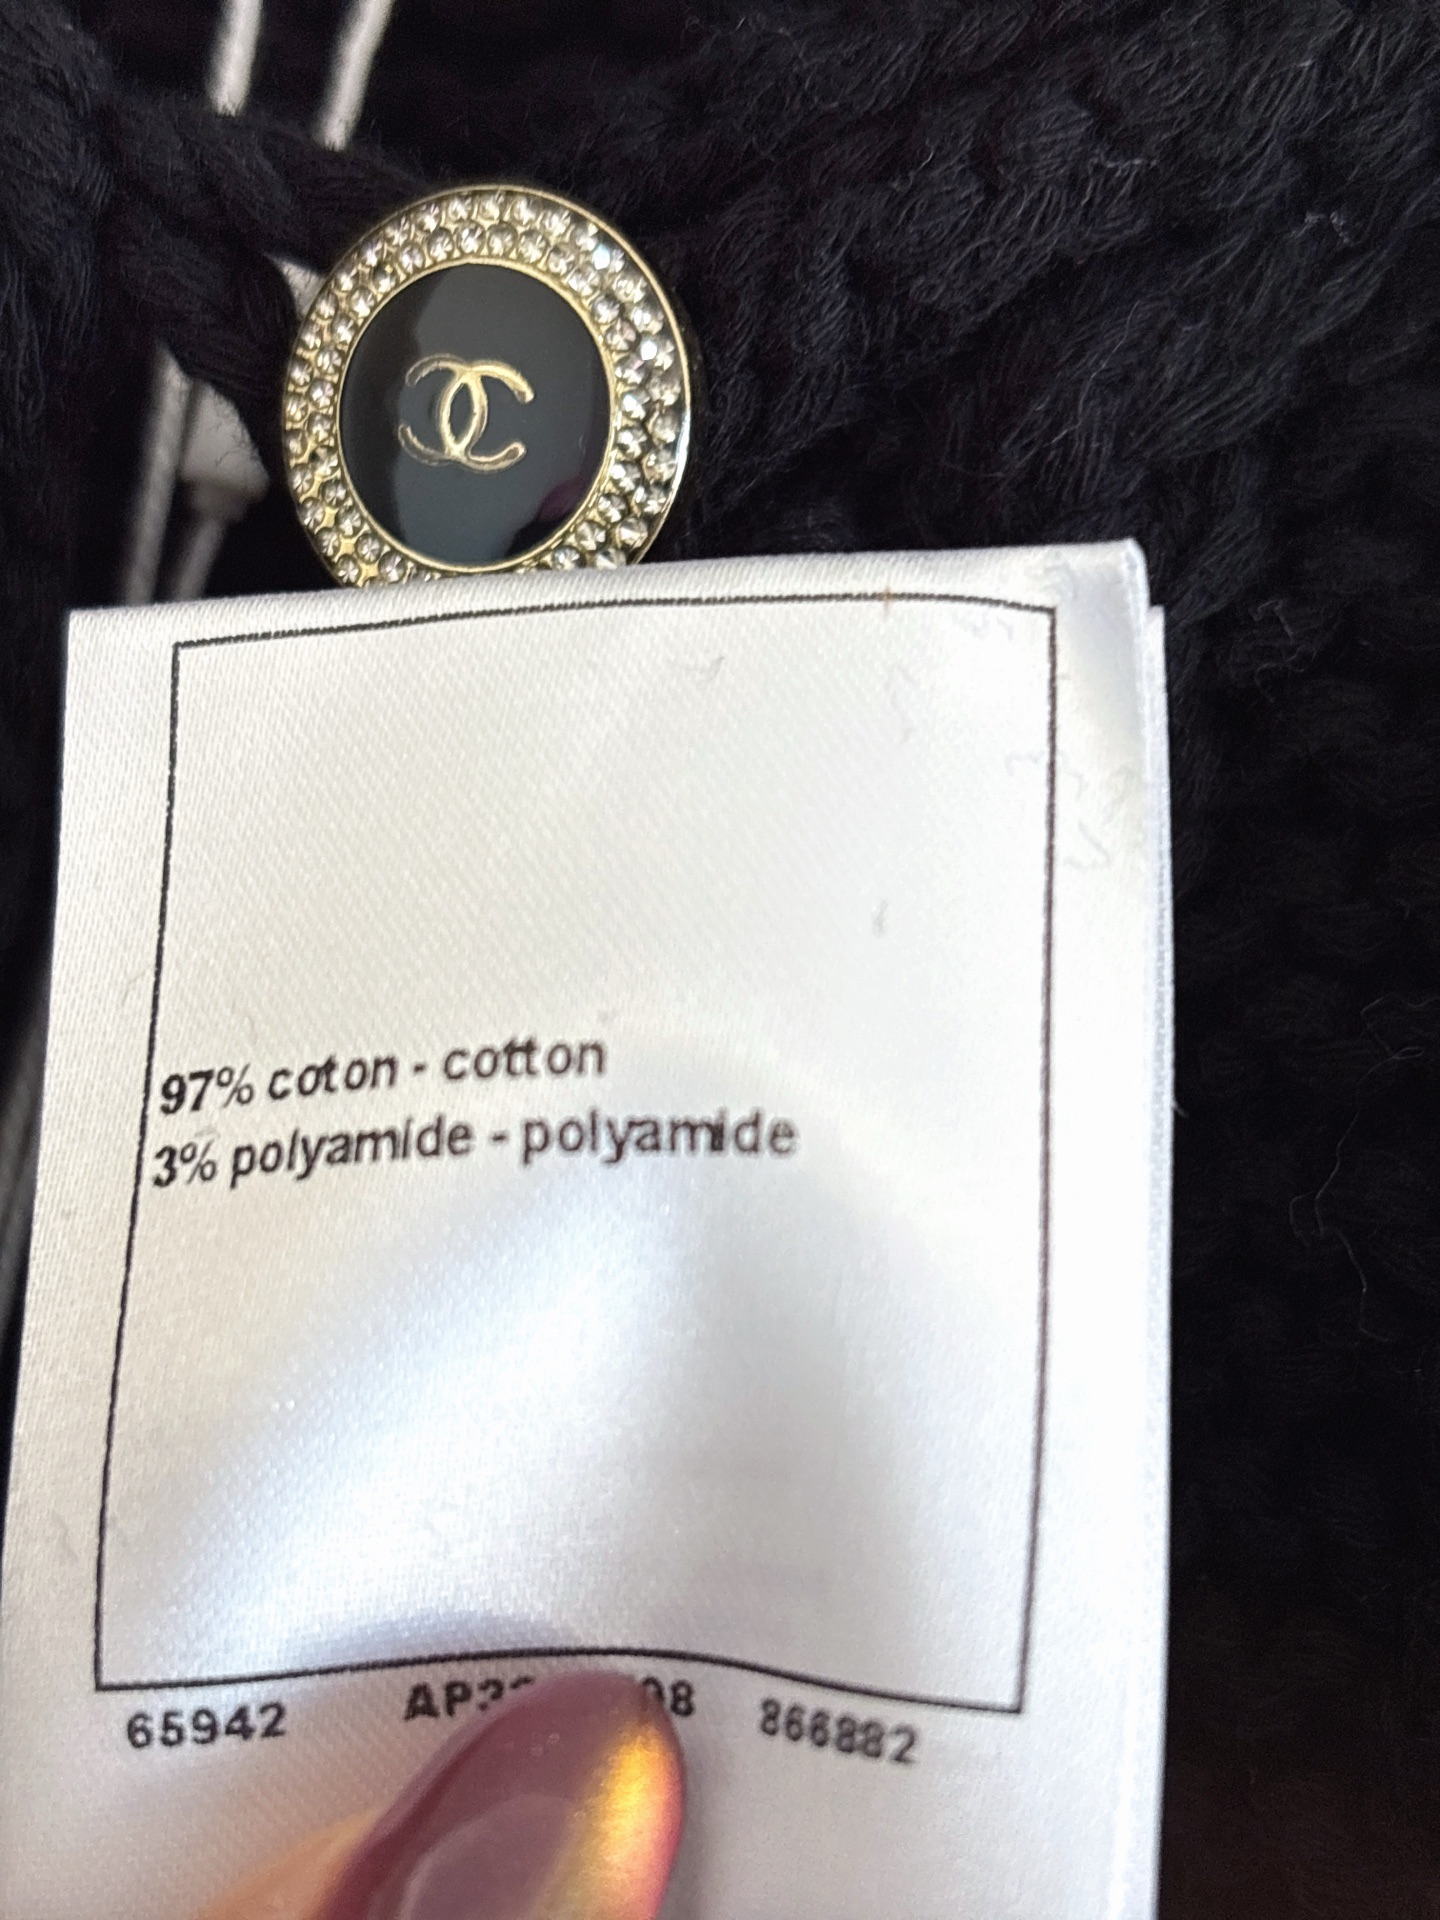 97% coton - cotton
3% polyamide - polyamide
65942 866882